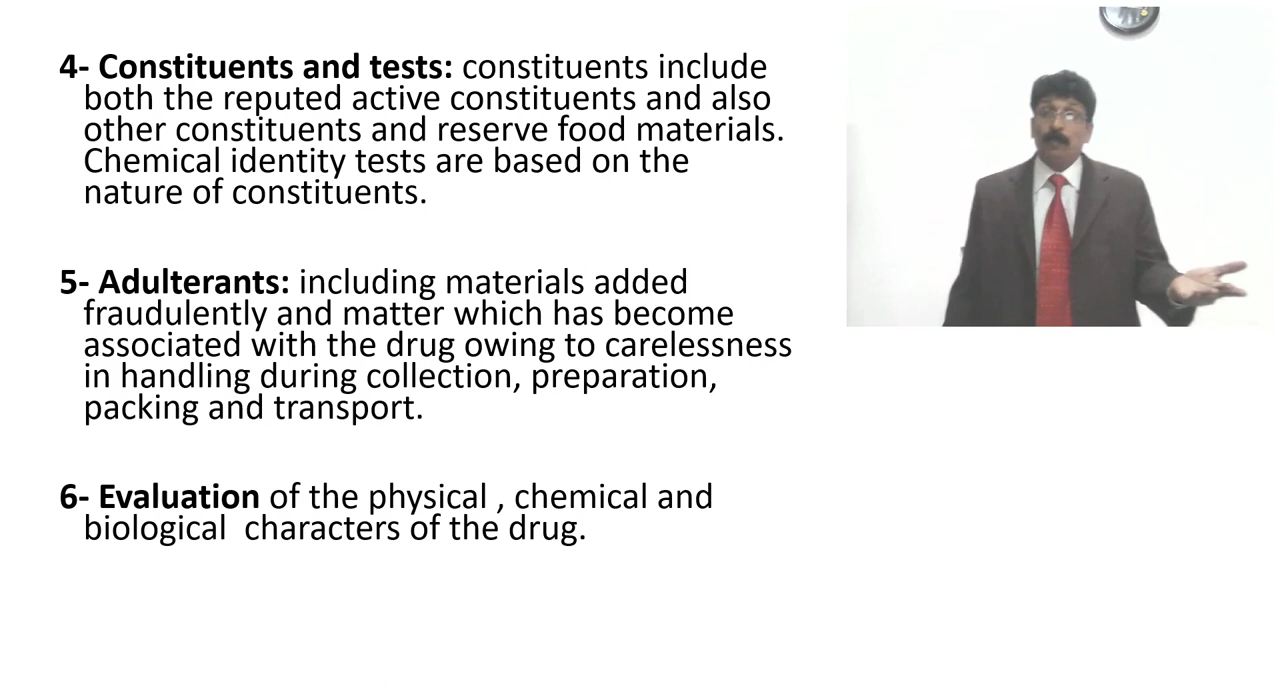 4- Constituents and tests: constituents include
both the reputed active constituents and also
other constituents and reserve food materials.
Chemical identity tests are based on the
nature of constituents.
5- Adulterants: including materials added
fraudulently and matter which has become
associated with the drug owing to carelessness
in handling during collection, preparation,
packing and transport.
6- Evaluation of the physical , chemical and
biological  characters of the drug.